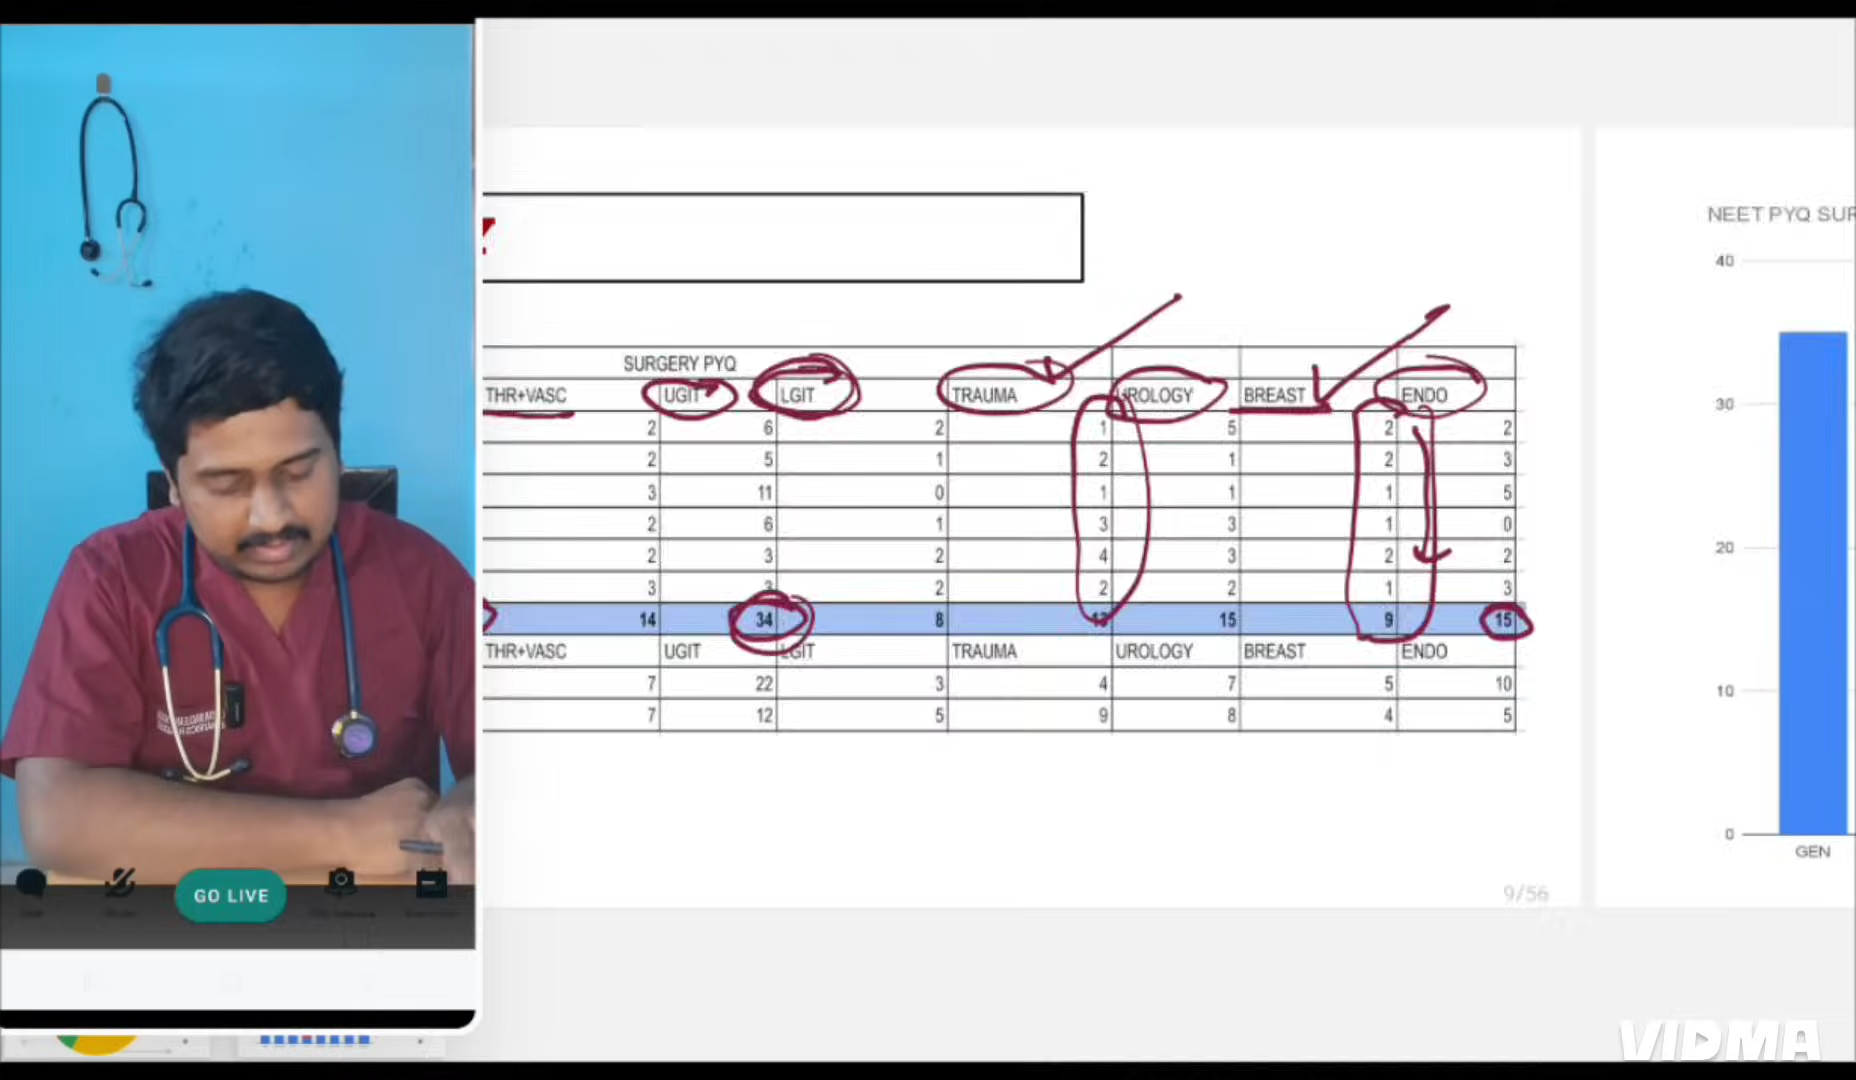 NEET PYQ SUR
40
SURGERY PYQ
THR+VASC UGIT LGIT TRAUMA UROLOGY BREAST ENDO
30
2 6 2 1 5 2 2
2 5 1 2 1 2 3
3 11 0 1 1 1 5
2 6 1 3 3 1 0
20
2 3 2 4 3 2 2
3 3 2 2 2 1 3
14 34 8 13 15 9 15
THR+VASC UGIT LGIT TRAUMA UROLOGY BREAST ENDO
7 22 3 4 7 5 10
10
7 12 5 9 8 4 5
0
GEN
GO LIVE
9/56
VIDMA